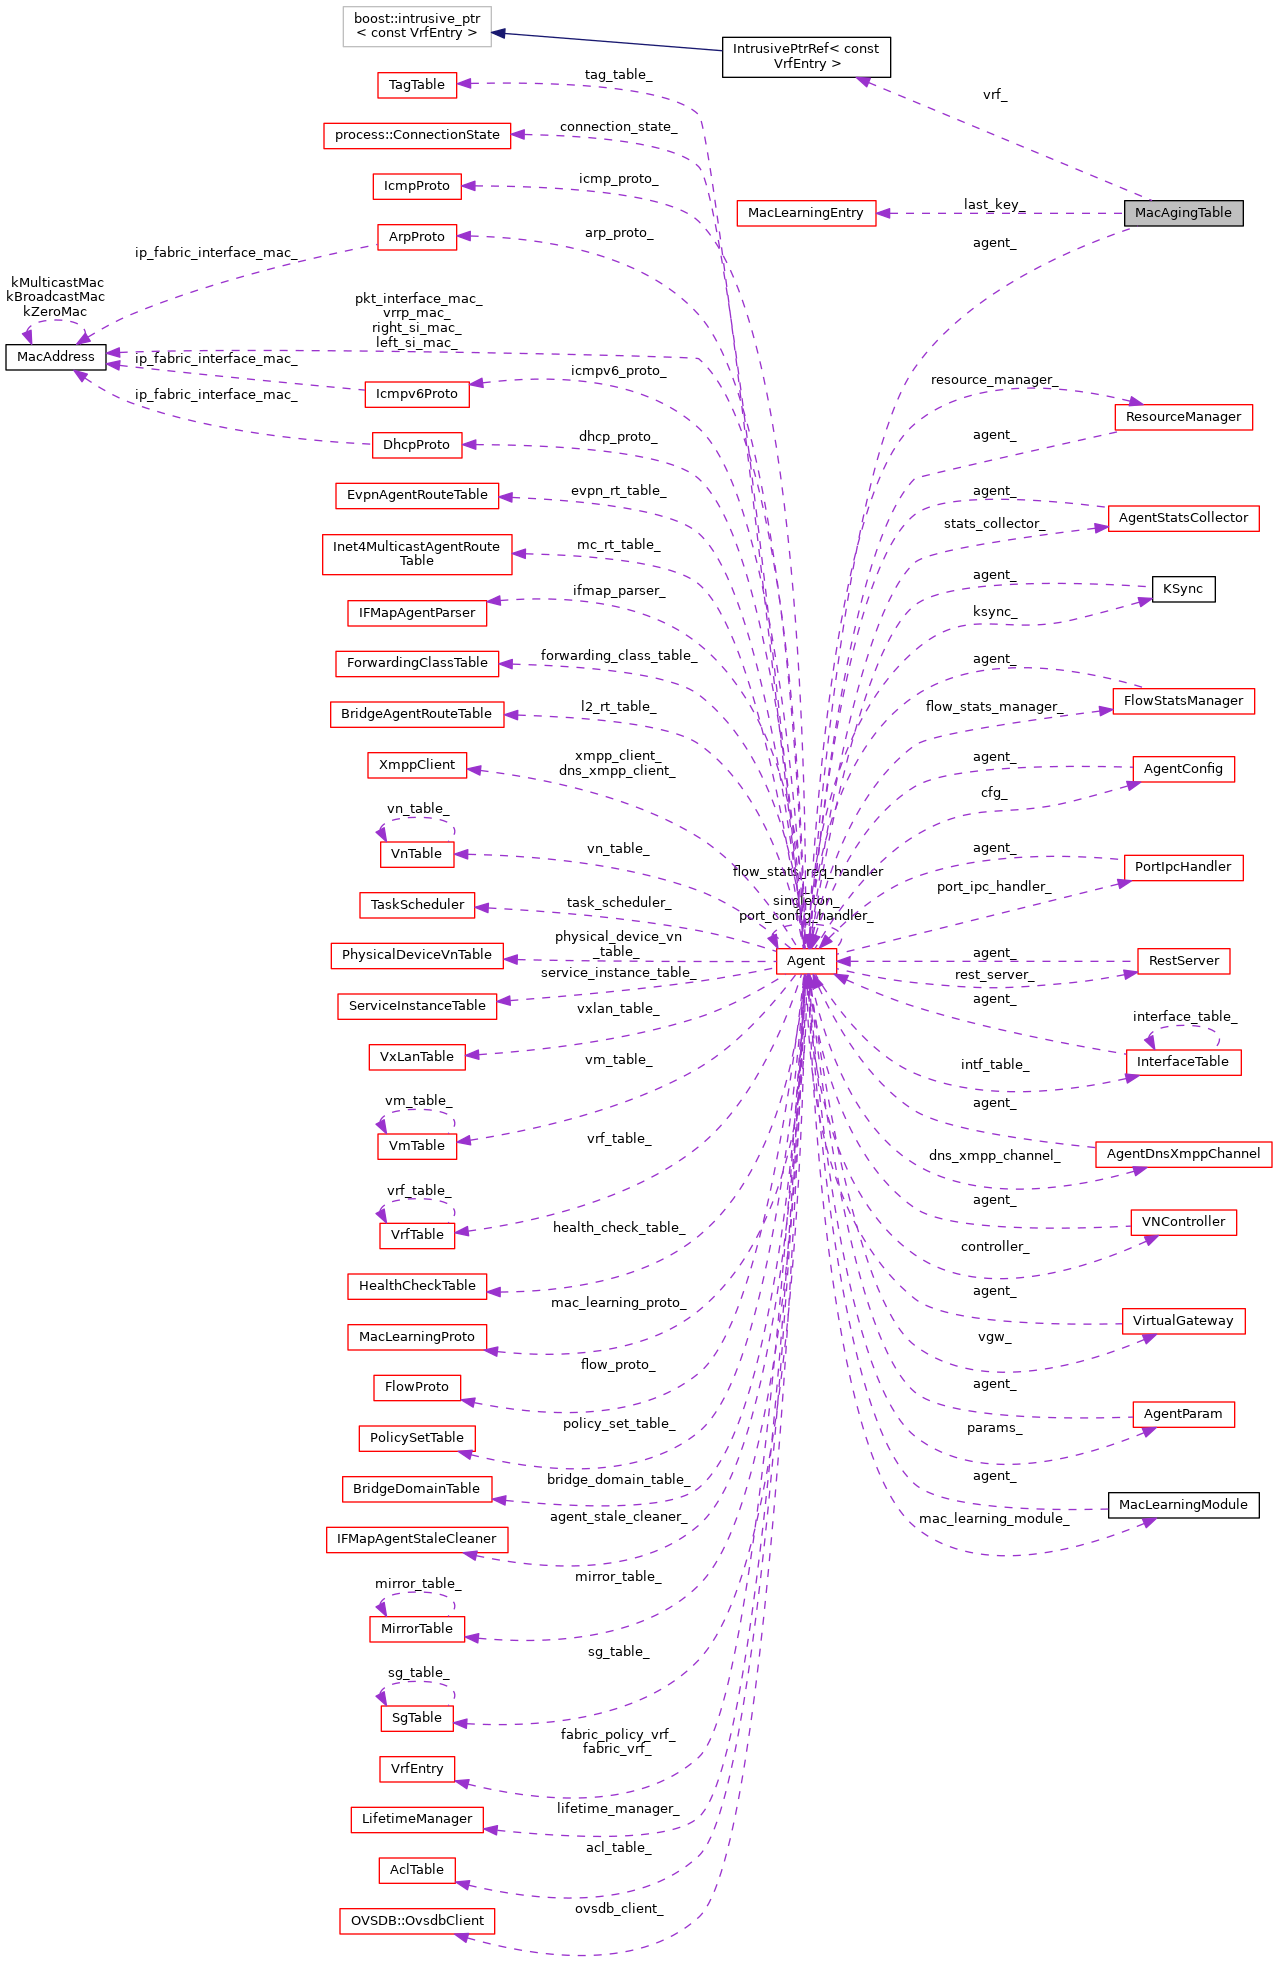 boost::intrusive_ptr
< const VrfEntry >
IntrusivePtrRef< const
VrfEntry >
tag_table_
TagTable
vrf_
connection_state_
process::ConnectionState
icmp_proto_
IcmpProto
last_key_
MacLearningEntry
MacAgingTable
arp_proto_
ArpProto
agent_
ip_fabric_interface_mac_
kMulticastMac
kBroadcastMac
kZeroMac
pkt_interface_mac_
vrrp_mac_
right_si_mac_
left_si_mac_
MacAddress
ip_fabric_interface_mac_
icmpv6_proto_
resource_manager_
Icmpv6Proto
ip_fabric_interface_mac_
ResourceManager
dhcp_proto_
agent_
DhcpProto
evpn_rt_table_
agent_
EvpnAgentRouteTable
AgentStatsCollector
stats_collector_
mc_rt_table_
Inet4MulticastAgentRoute
Table
agent_
ifmap_parser_
KSync
IFMapAgentParser
ksync_
forwarding_class_table_
agent_
ForwardingClassTable
l2_rt_table_
flow_stats_manager_
FlowStatsManager
BridgeAgentRouteTable
xmpp_client_
dns_xmpp_client_
agent_
XmppClient
AgentConfig
cfg_
vn_table_
vn_table_
agent_
VnTable
PortIpcHandler
flow_stats_req_handler
_
singleton_
port_config_handler_
port_ipc_handler_
task_scheduler_
TaskScheduler
physical_device_vn
_table_
PhysicalDeviceVnTable
Agent
agent_
RestServer
service_instance_table_
rest_server_
ServiceInstanceTable
agent_
vxlan_table_
interface_table_
VxLanTable
vm_table_
intf_table_
InterfaceTable
vm_table_
agent_
VmTable
vrf_table_
dns_xmpp_channel_
AgentDnsXmppChannel
vrf_table_
agent_
VrfTable
health_check_table_
VNController
controller_
HealthCheckTable
agent_
mac_learning_proto_
MacLearningProto
VirtualGateway
vgw_
flow_proto_
FlowProto
agent_
policy_set_table_
AgentParam
params_
PolicySetTable
bridge_domain_table_
agent_
BridgeDomainTable
agent_stale_cleaner_
MacLearningModule
mac_learning_module_
IFMapAgentStaleCleaner
mirror_table_
mirror_table_
MirrorTable
sg_table_
sg_table_
SgTable
fabric_policy_vrf_
fabric_vrf_
VrfEntry
lifetime_manager_
LifetimeManager
acl_table_
AclTable
ovsdb_client_
OVSDB::OvsdbClient